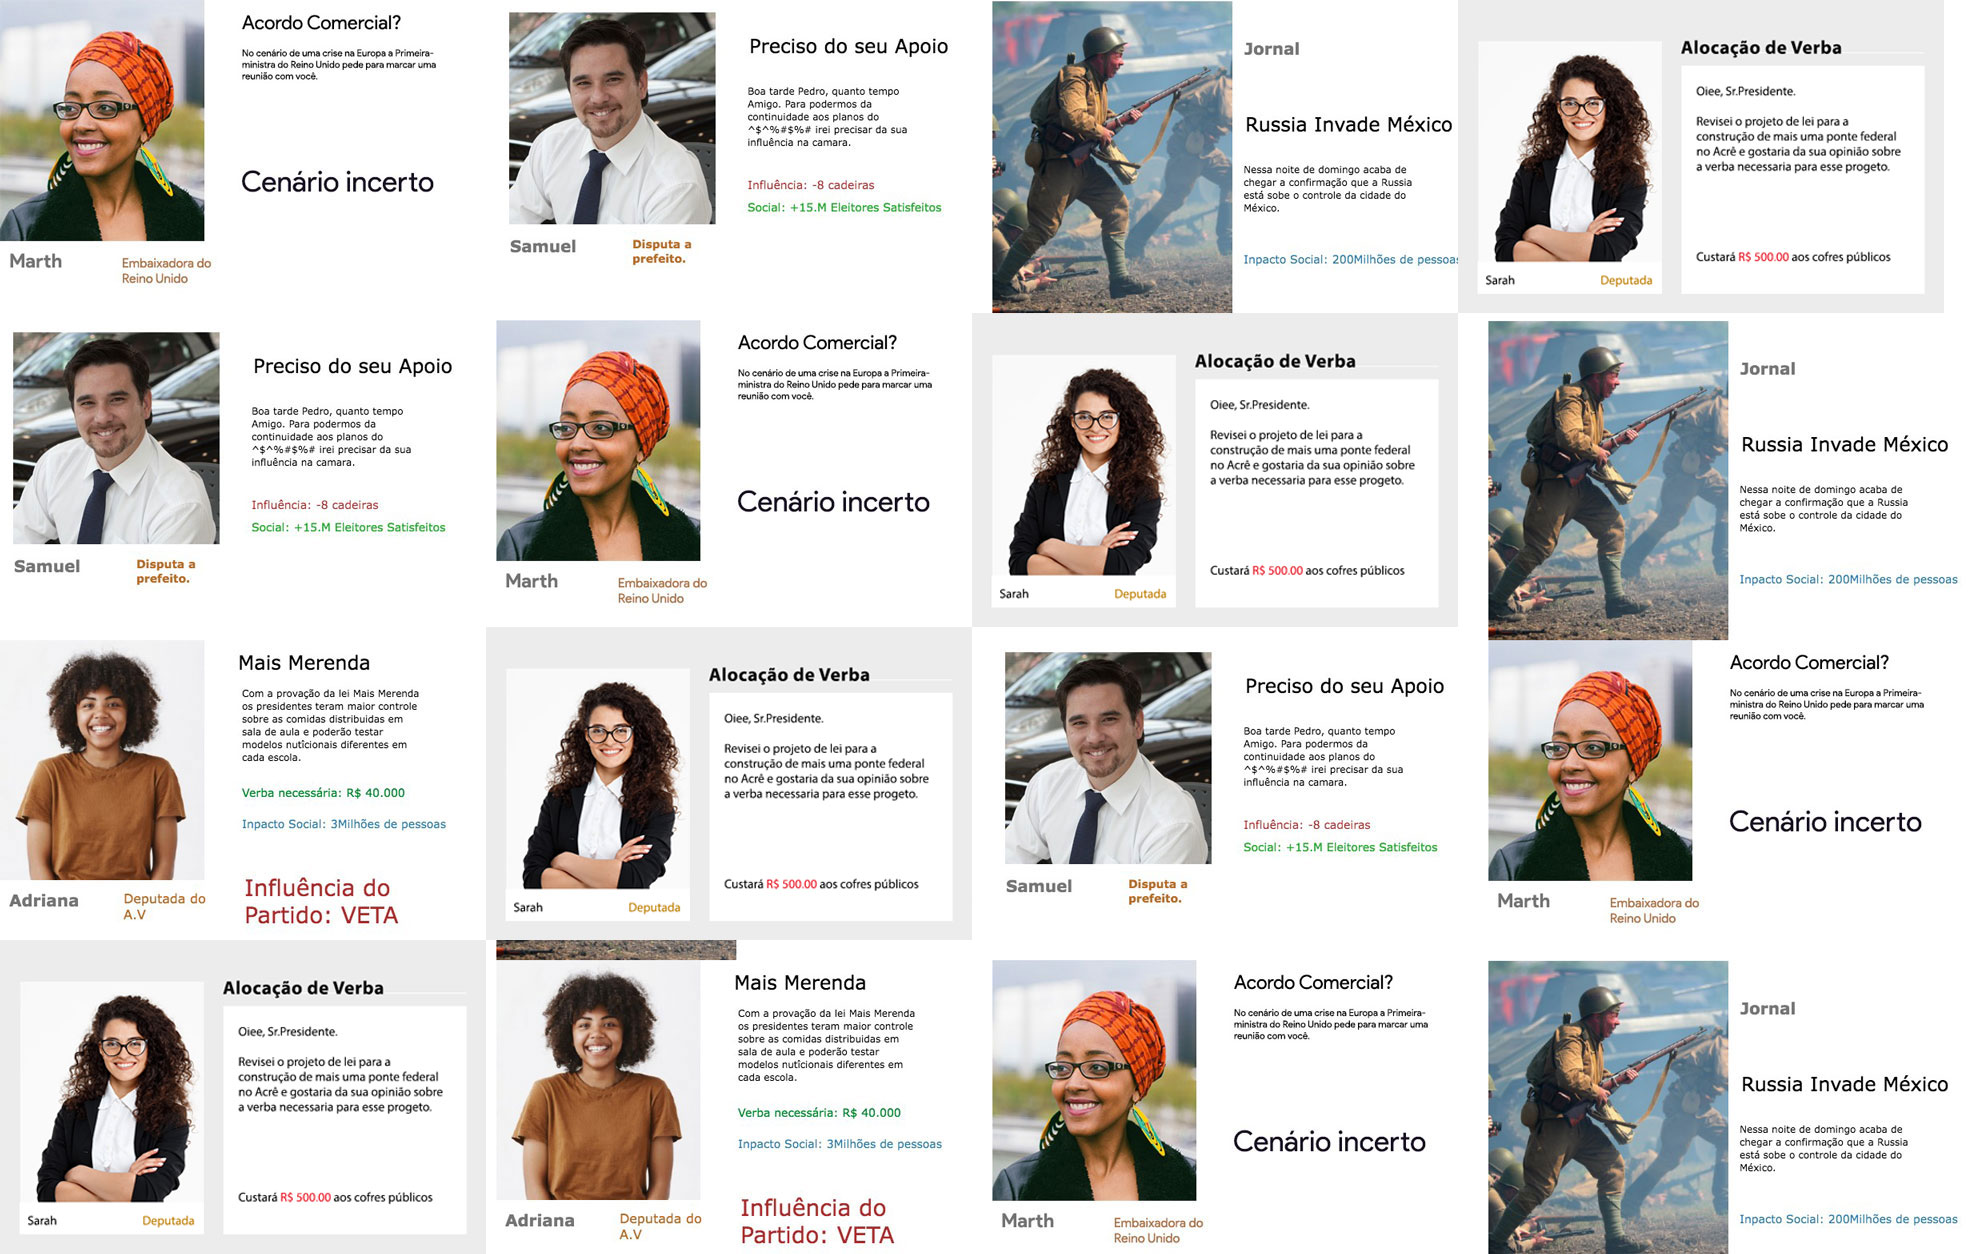 Acordo Comercial?
No cenário de uma crise na Europa a Primeira-
ministra do Reino Unido pede para marcar uma
reunião com você.
Cenário incerto
Marth
Embaixadora do
Reino Unido
Preciso do seu Apoio
Boa tarde Pedro, quanto tempo
Amigo. Para podermos da
continuidade aos planos do
^$^%#$%# irei precisar da sua
influência na camara.
Influência: -8 cadeiras
Social: +15.M Eleitores Satisfeitos
Samuel
Disputa a
prefeito.
Jornal
Russia Invade México
Nessa noite de domingo acaba de
chegar a confirmação que a Russia
está sobe o controle da cidade do
México.
Inpacto Social: 200Milhões de pessoas
Alocação de Verba
Oiee, Sr.Presidente.
Revisei o projeto de lei para a
construção de mais uma ponte federal
no Acrê e gostaria da sua opinião sobre
a verba necessaria para esse progeto.
Custará R$ 500.00 aos cofres públicos
Sarah
Deputada
Preciso do seu Apoio
Boa tarde Pedro, quanto tempo
Amigo. Para podermos da
continuidade aos planos do
^$^%#$%# irei precisar da sua
influência na camara.
Influência: -8 cadeiras
Social: +15.M Eleitores Satisfeitos
Samuel
Disputa a
prefeito.
Acordo Comercial?
No cenário de uma crise na Europa a Primeira-
ministra do Reino Unido pede para marcar uma
reunião com você.
Cenário incerto
Marth
Embaixadora do
Reino Unido
Alocação de Verba
Oiee, Sr.Presidente.
Revisei o projeto de lei para a
construção de mais uma ponte federal
no Acrê e gostaria da sua opinião sobre
a verba necessaria para esse progeto.
Custará R$ 500.00 aos cofres públicos
Sarah
Deputada
Jornal
Russia Invade México
Nessa noite de domingo acaba de
chegar a confirmação que a Russia
está sobe o controle da cidade do
México.
Inpacto Social: 200Milhões de pessoas
Mais Merenda
Com a provação da lei Mais Merenda
os presidentes teram maior controle
sobre as comidas distribuidas em
sala de aula e poderão testar
modelos nutîcionais diferentes em
cada escola.
Verba necessária: R$ 40.000
Inpacto Social: 3Milhões de pessoas
Influência do
Partido: VETA
Adriana
Deputada do
A.V
Alocação de Verba
Oiee, Sr.Presidente.
Revisei o projeto de lei para a
construção de mais uma ponte federal
no Acrê e gostaria da sua opinião sobre
a verba necessaria para esse progeto.
Custará R$ 500.00 aos cofres públicos
Sarah
Deputada
Preciso do seu Apoio
Boa tarde Pedro, quanto tempo
Amigo. Para podermos da
continuidade aos planos do
^$^%#$%# irei precisar da sua
influência na camara.
Influência: -8 cadeiras
Social: +15.M Eleitores Satisfeitos
Samuel
Disputa a
prefeito.
Acordo Comercial?
No cenário de uma crise na Europa a Primeira-
ministra do Reino Unido pede para marcar uma
reunião com você.
Cenário incerto
Marth
Embaixadora do
Reino Unido
Alocação de Verba
Oiee, Sr.Presidente.
Revisei o projeto de lei para a
construção de mais uma ponte federal
no Acrê e gostaria da sua opinião sobre
a verba necessaria para esse progeto.
Custará R$ 500.00 aos cofres públicos
Sarah
Deputada
Mais Merenda
Com a provação da lei Mais Merenda
os presidentes teram maior controle
sobre as comidas distribuidas em
sala de aula e poderão testar
modelos nutîcionais diferentes em
cada escola.
Verba necessária: R$ 40.000
Inpacto Social: 3Milhões de pessoas
Influência do
Partido: VETA
Adriana
Deputada do
A.V
Acordo Comercial?
No cenário de uma crise na Europa a Primeira-
ministra do Reino Unido pede para marcar uma
reunião com você.
Cenário incerto
Marth
Embaixadora do
Reino Unido
Jornal
Russia Invade México
Nessa noite de domingo acaba de
chegar a confirmação que a Russia
está sobe o controle da cidade do
México.
Inpacto Social: 200Milhões de pessoas